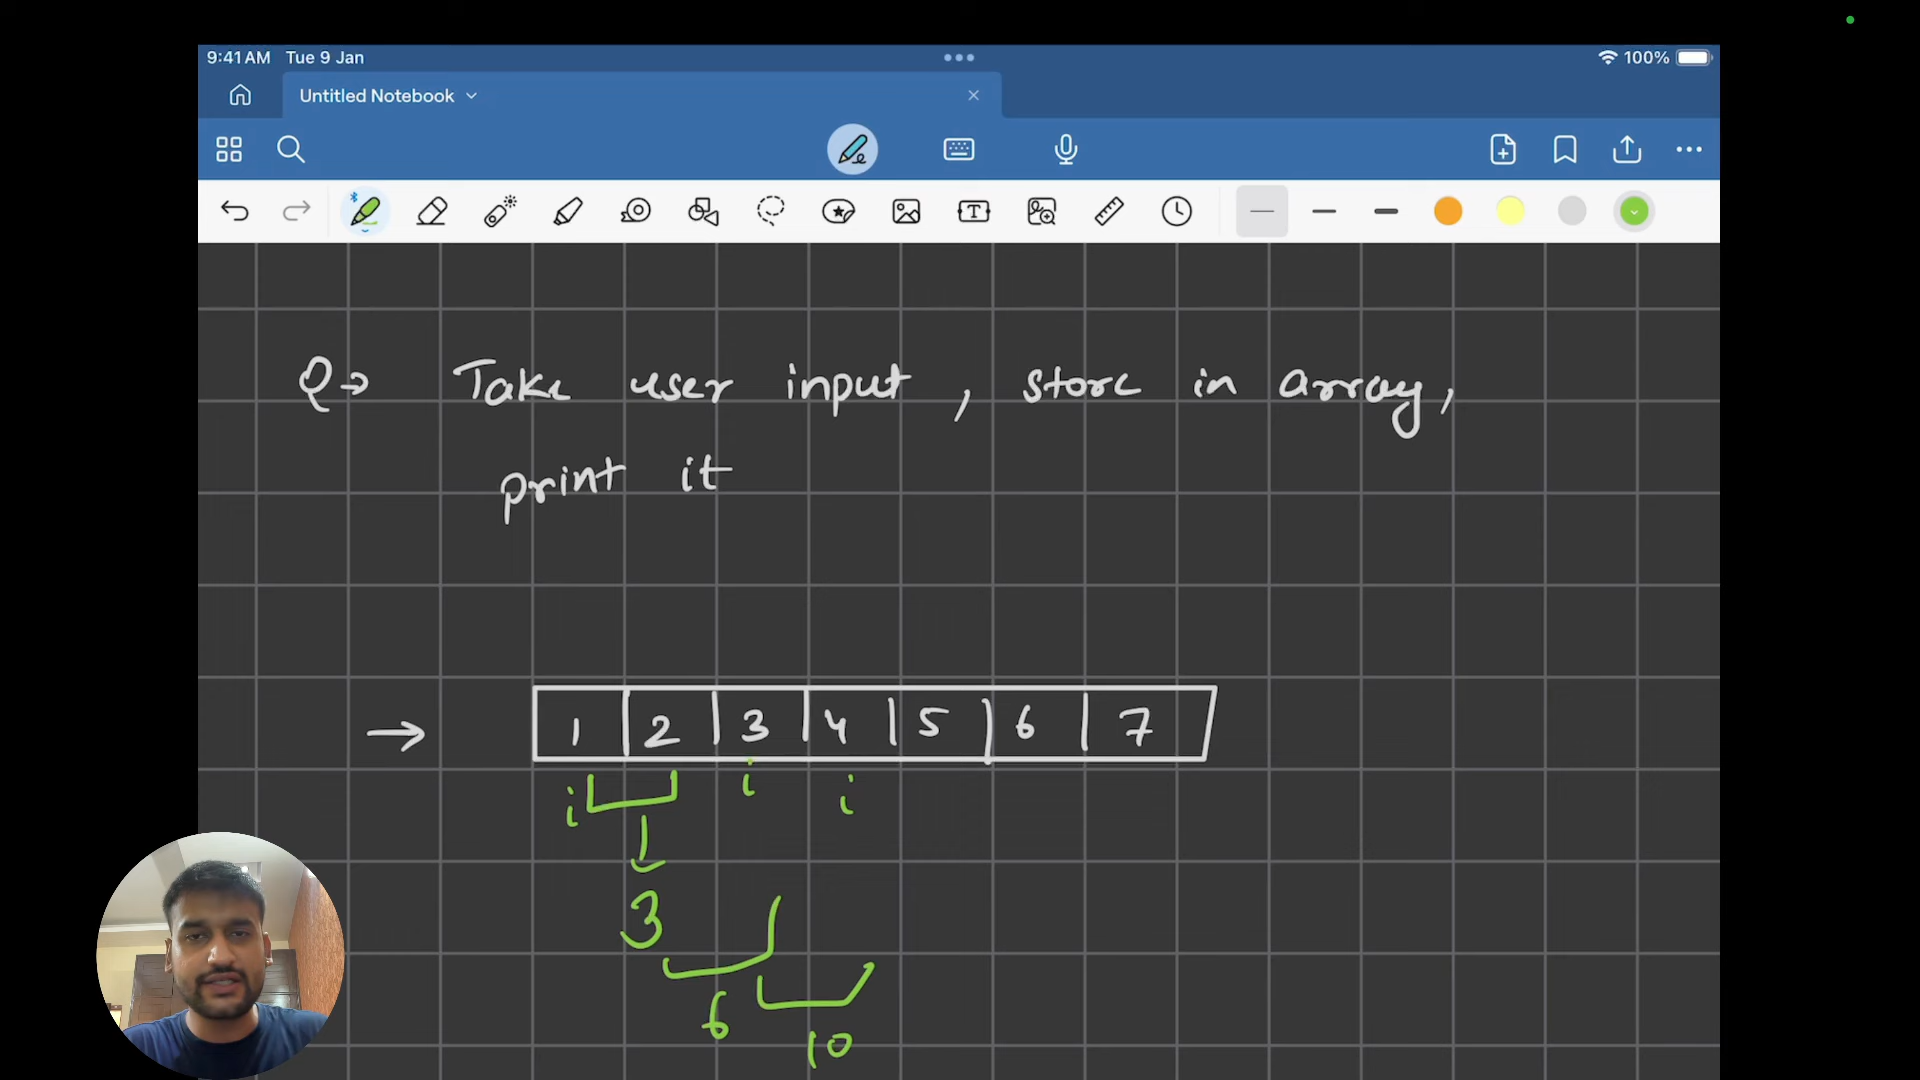 9:41 AM Tue 9 Jan
100%
Untitled Notebook
Q→ Take user input, store in array,
print it
→ 1 2 3 4 5 6 7
i i i
3
6
10